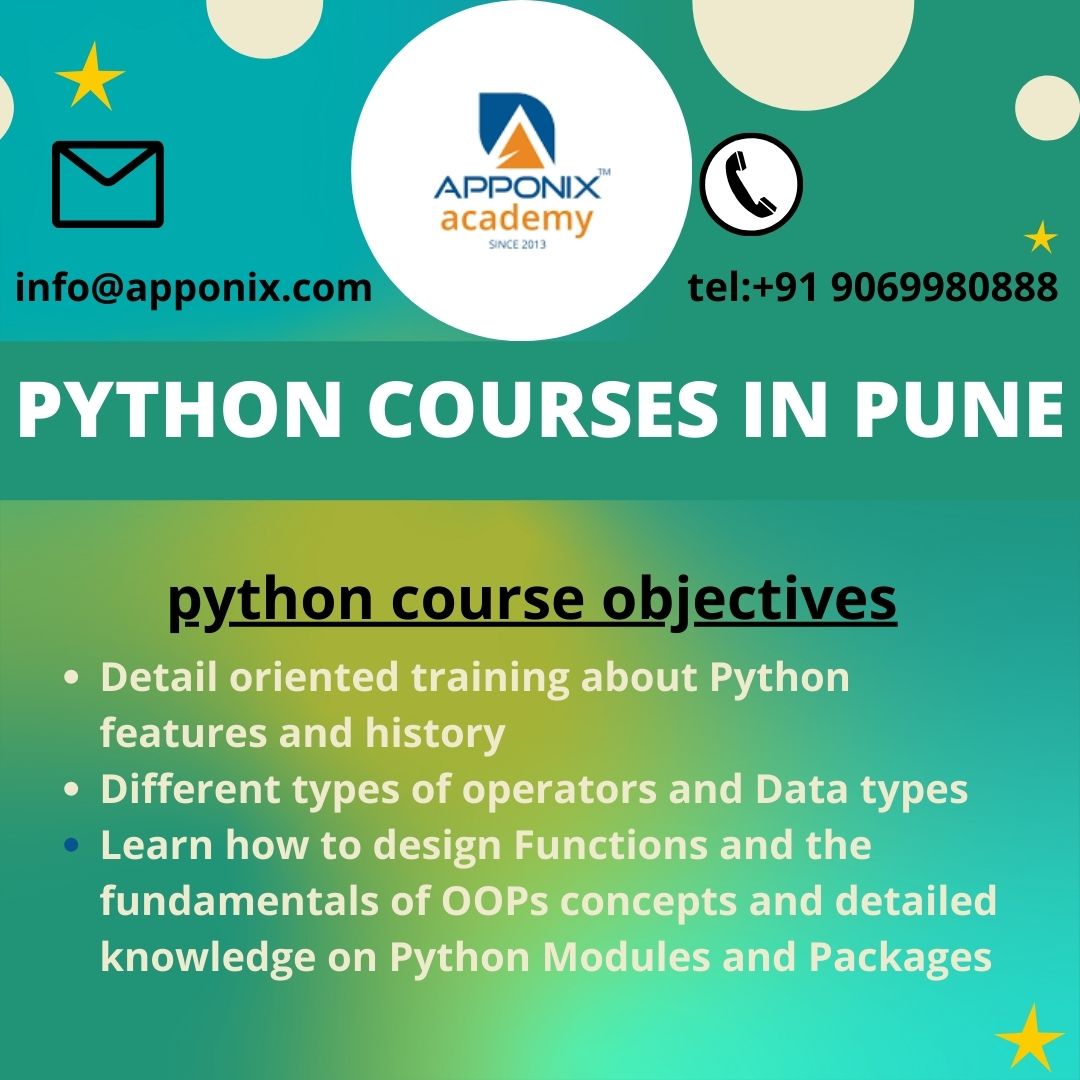 APPONIX™
academy
SINCE 2013
info@apponix.com
tel:+91 9069980888
PYTHON COURSES IN PUNE
python course objectives
• Detail oriented training about Python
features and history
• Different types of operators and Data types
• Learn how to design Functions and the
fundamentals of OOPs concepts and detailed
knowledge on Python Modules and Packages